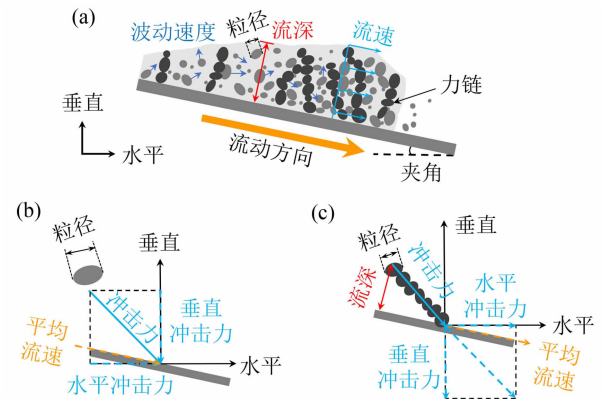 (a)
粒径
波动速度
流深
流速
力链
垂直
水平
流动方向
夹角
(b)
粒径
垂直
冲击力
垂直
冲击力
平均
流速
水平
水平冲击力
(c)
垂直
粒径
冲击力
水平
冲击力
流深
水平
垂直
冲击力
平均
流速